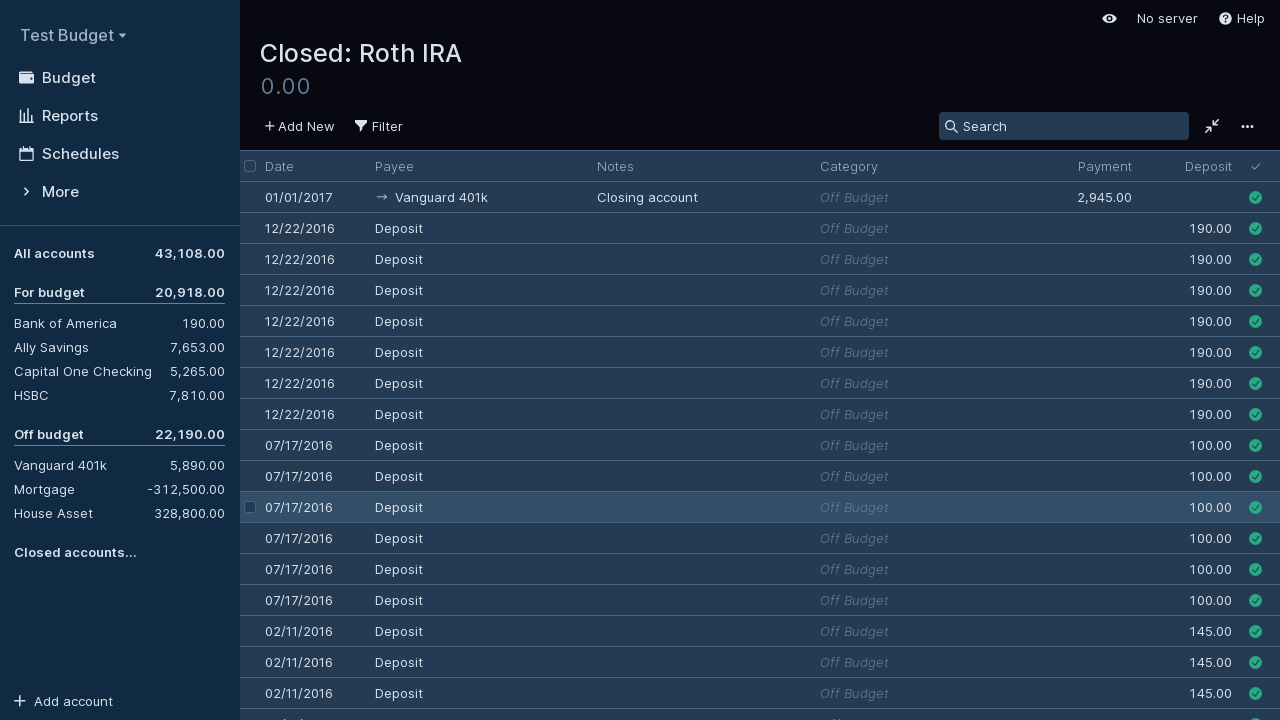 Test Budget
Budget
Reports
Schedules
More
All accounts 43,108.00
For budget 20,918.00
Bank of America 190.00
Ally Savings 7,653.00
Capital One Checking 5,265.00
HSBC 7,810.00
Off budget 22,190.00
Vanguard 401k 5,890.00
Mortgage -312,500.00
House Asset 328,800.00
Closed accounts...
Add account
No server Help
Closed: Roth IRA
0.00
Add New Filter Search
Date Payee Notes Category Payment Deposit
01/01/2017 → Vanguard 401k Closing account Off Budget 2,945.00
12/22/2016 Deposit Off Budget 190.00
12/22/2016 Deposit Off Budget 190.00
12/22/2016 Deposit Off Budget 190.00
12/22/2016 Deposit Off Budget 190.00
12/22/2016 Deposit Off Budget 190.00
12/22/2016 Deposit Off Budget 190.00
12/22/2016 Deposit Off Budget 190.00
07/17/2016 Deposit Off Budget 100.00
07/17/2016 Deposit Off Budget 100.00
07/17/2016 Deposit Off Budget 100.00
07/17/2016 Deposit Off Budget 100.00
07/17/2016 Deposit Off Budget 100.00
07/17/2016 Deposit Off Budget 100.00
02/11/2016 Deposit Off Budget 145.00
02/11/2016 Deposit Off Budget 145.00
02/11/2016 Deposit Off Budget 145.00